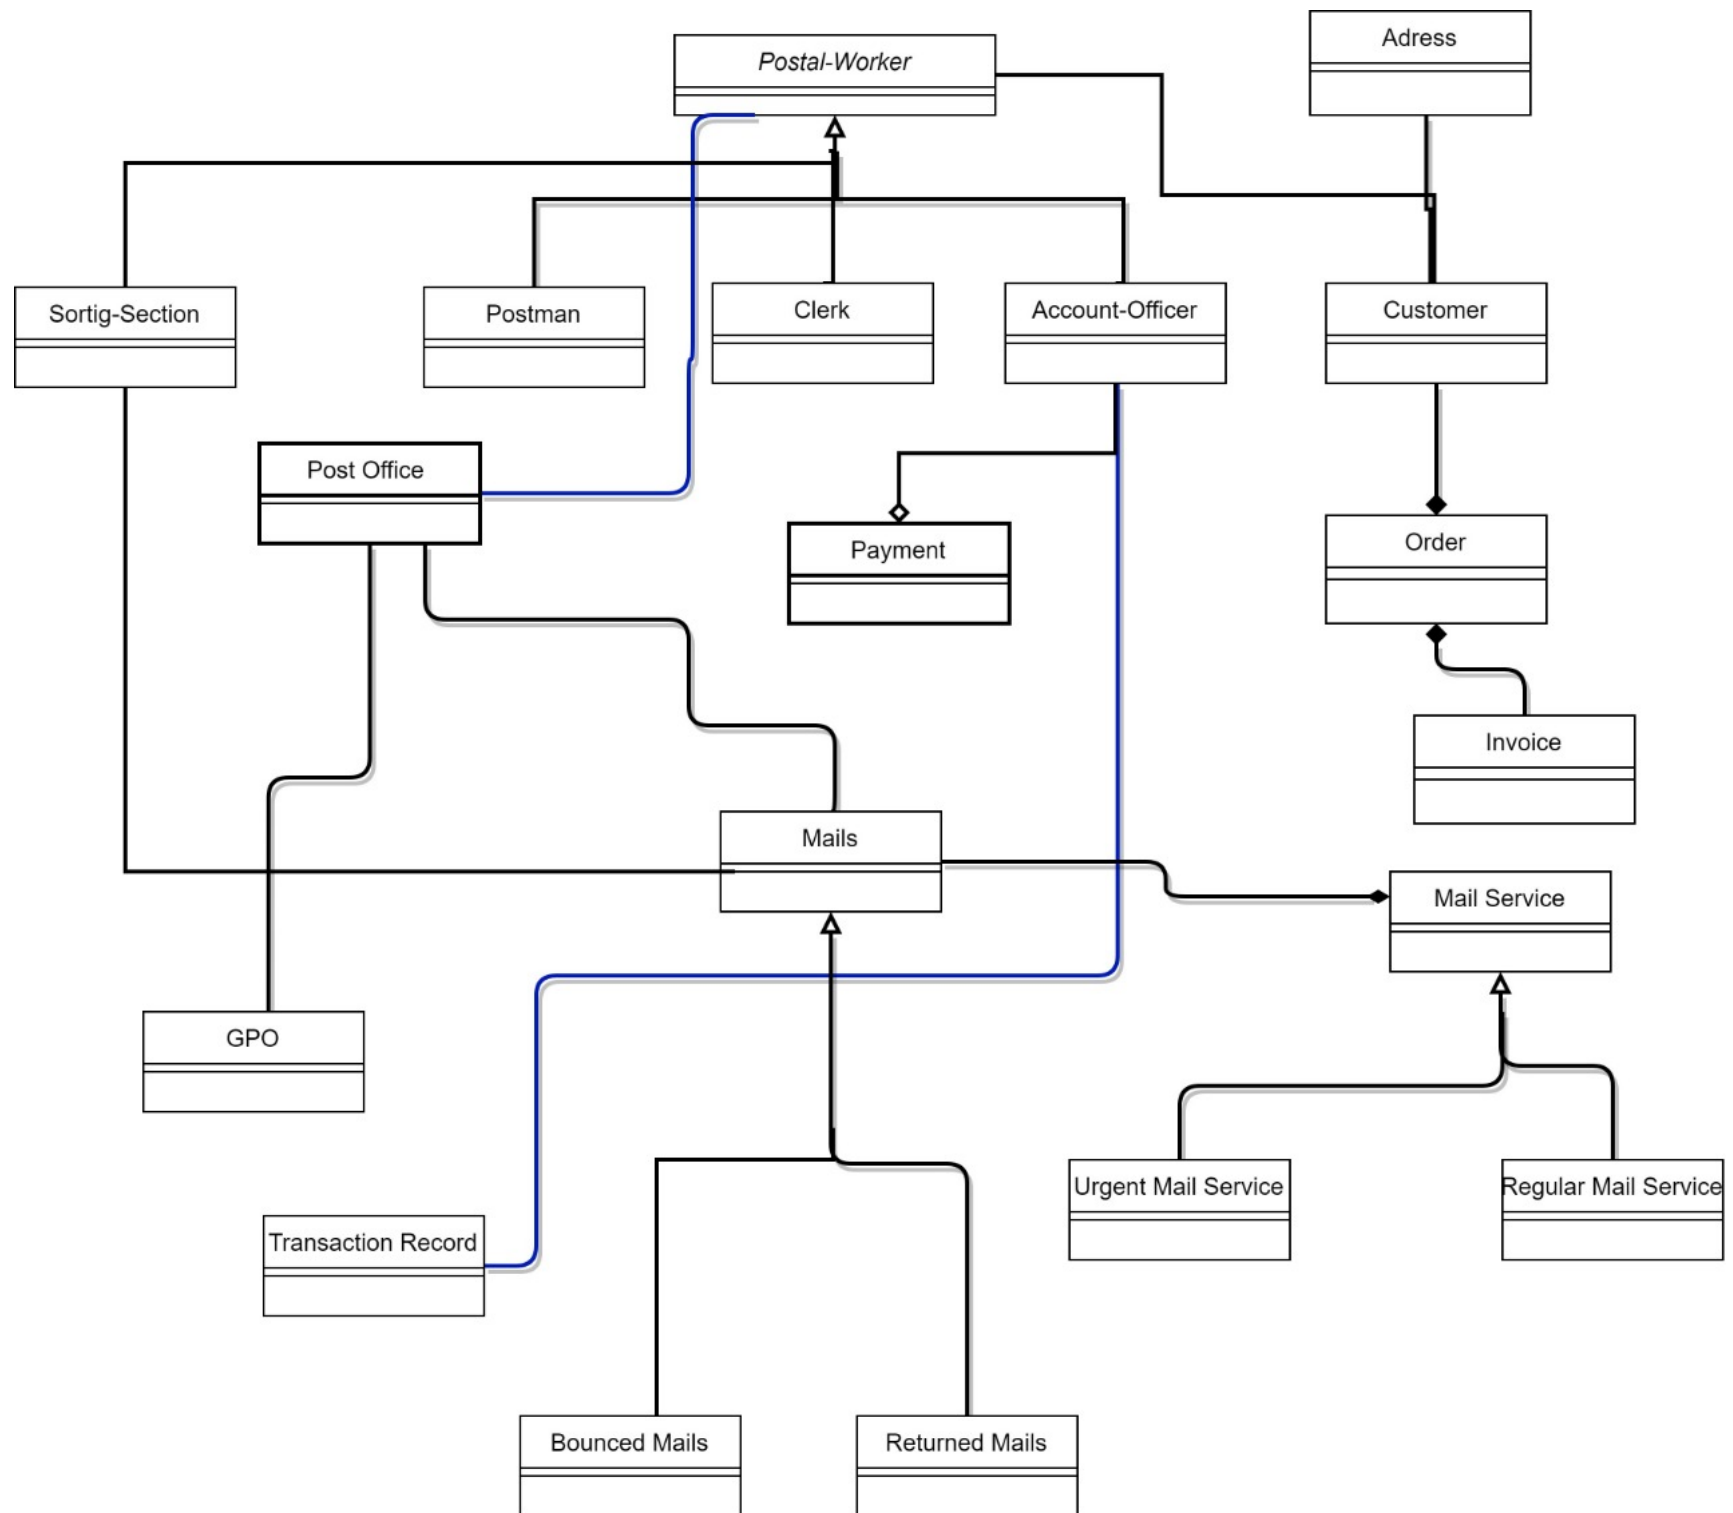 Postal-Worker
Adress
Sortig-Section
Postman
Clerk
Account-Officer
Customer
Post Office
Payment
Order
Invoice
Mails
Mail Service
GPO
Urgent Mail Service
Regular Mail Service
Transaction Record
Bounced Mails
Returned Mails